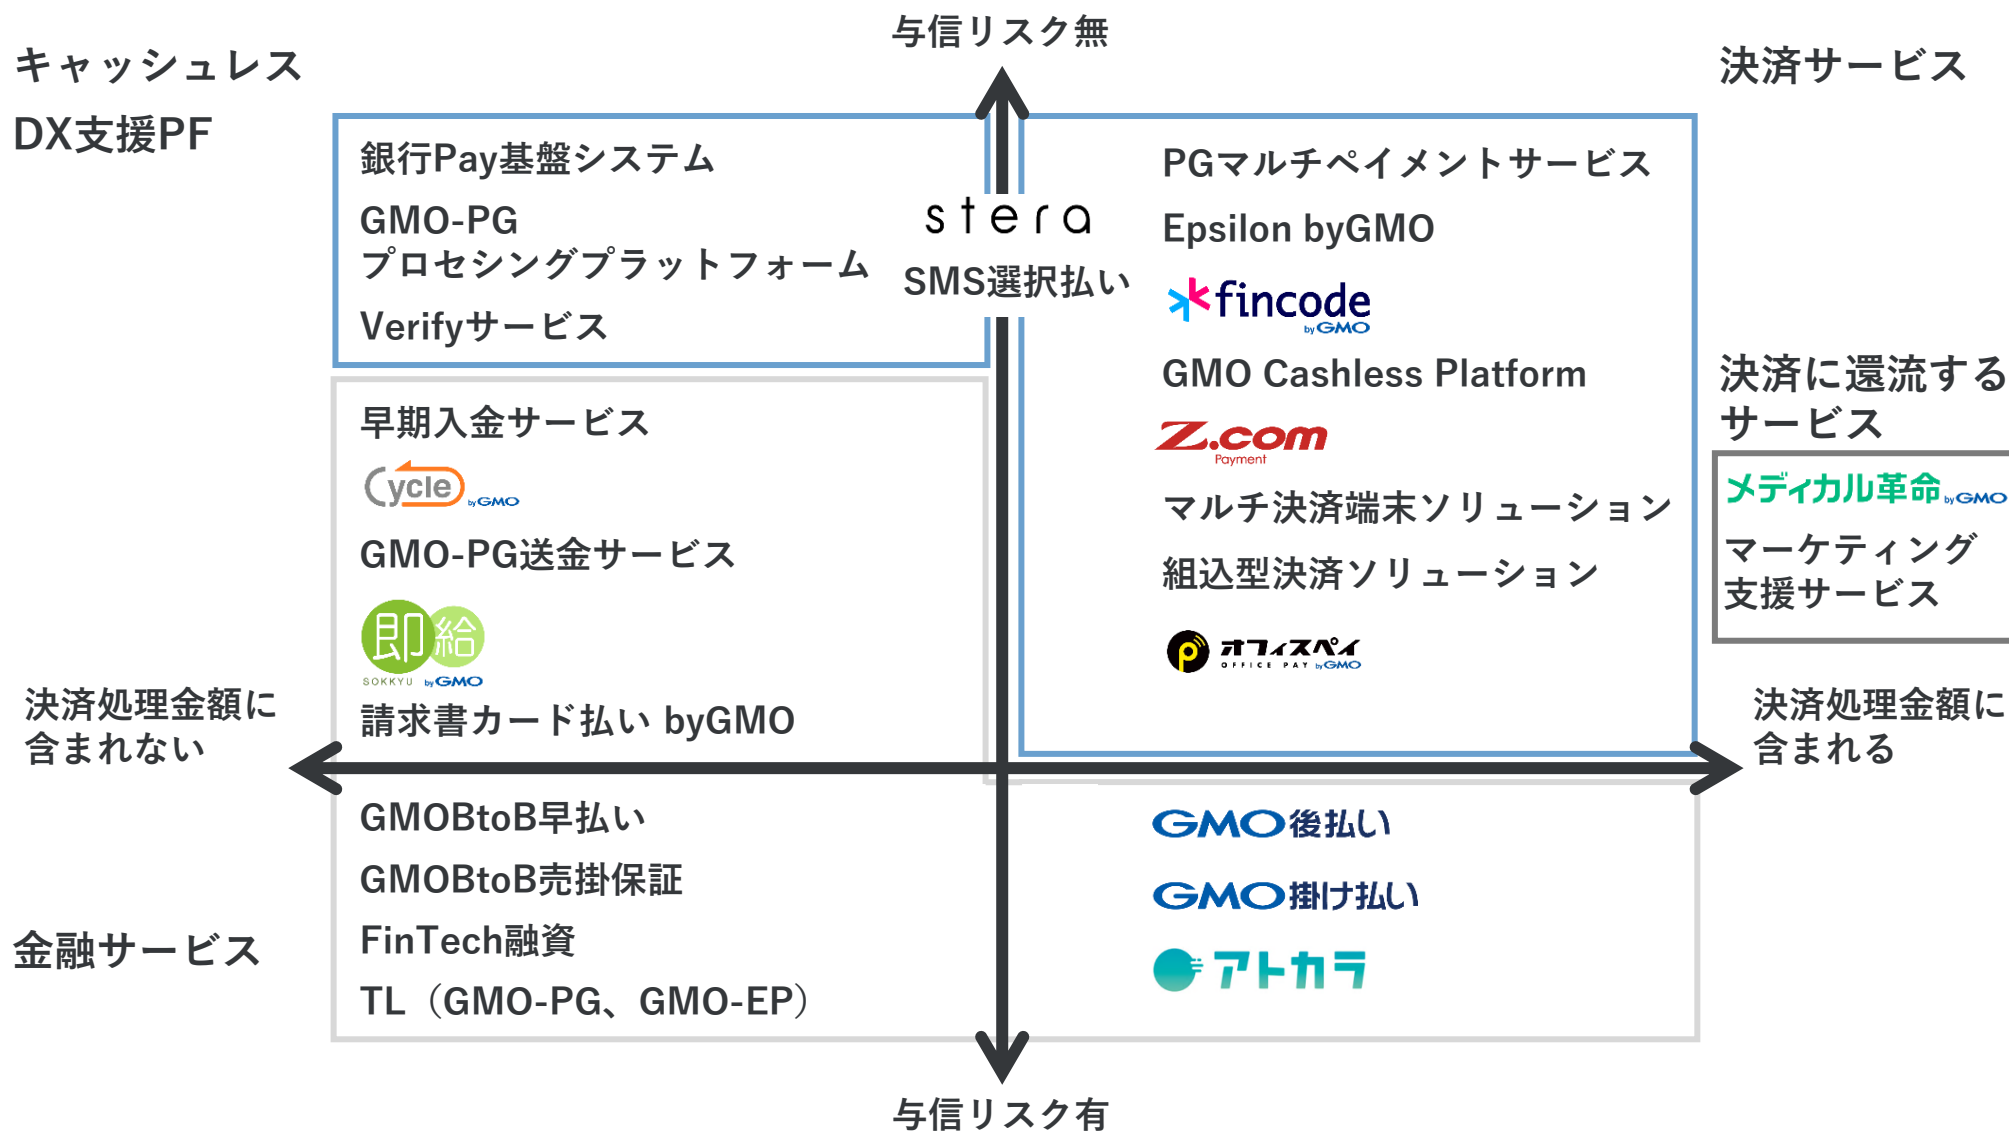 与信リスク無
キャッシュレス
DX支援PF
決済サービス
銀行Pay基盤システム
GMO-PG
プロセシングプラットフォーム
Verifyサービス
stera
SMS選択払い
PGマルチペイメントサービス
Epsilon byGMO
fincode
byGMO
GMO Cashless Platform
Z.com
Payment
マルチ決済端末ソリューション
組込型決済ソリューション
オフィスペイ
OFFICE PAY byGMO
決済に還流する
サービス
メディカル革命 byGMO
マーケティング
支援サービス
早期入金サービス
Cycle byGMO
GMO-PG送金サービス
即給
SOKKYU byGMO
請求書カード払い byGMO
決済処理金額に
含まれない
決済処理金額に
含まれる
金融サービス
GMOBtoB早払い
GMOBtoB売掛保証
FinTech融資
TL（GMO-PG、GMO-EP）
GMO後払い
GMO掛け払い
アトカラ
与信リスク有